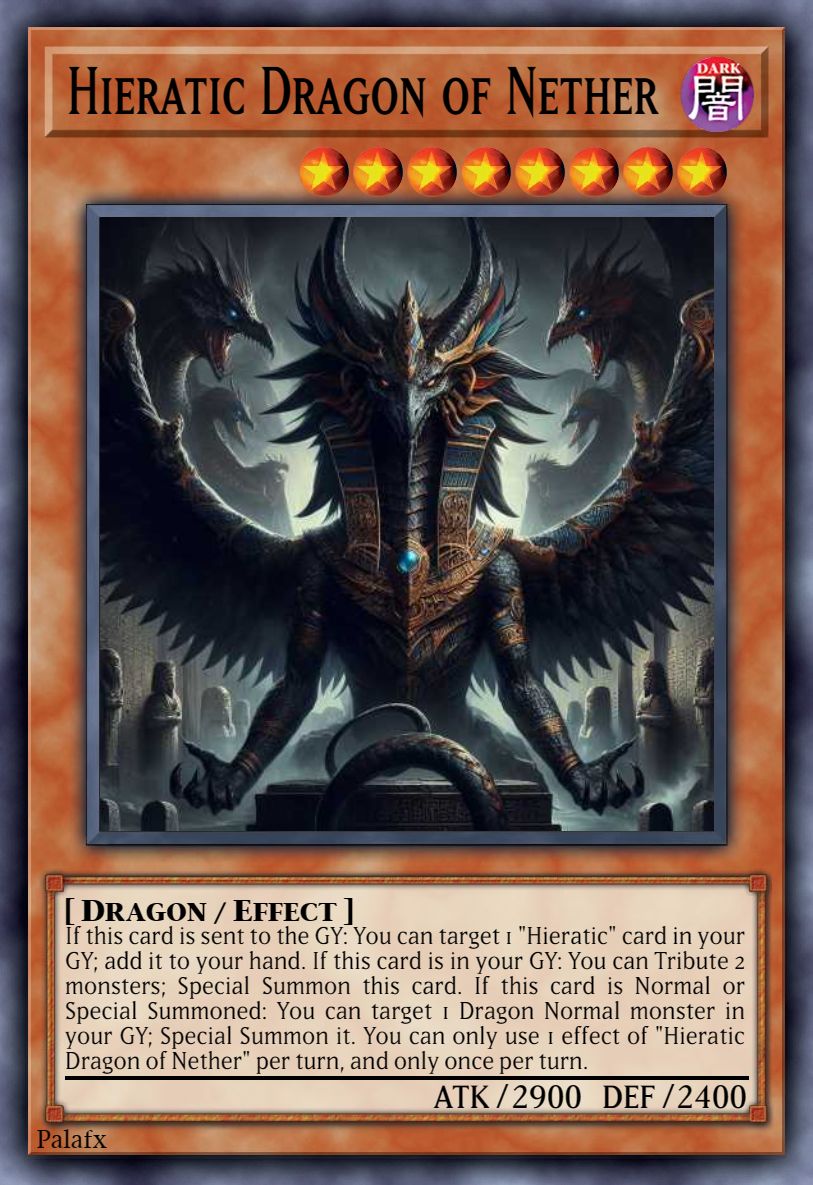 Hieratic Dragon of Nether
DARK
闇
[ Dragon / Effect ]
If this card is sent to the GY: You can target 1 "Hieratic" card in your
GY; add it to your hand. If this card is in your GY: You can Tribute 2
monsters; Special Summon this card. If this card is Normal or
Special Summoned: You can target 1 Dragon Normal monster in
your GY; Special Summon it. You can only use 1 effect of "Hieratic
Dragon of Nether" per turn, and only once per turn.
ATK/2900 DEF/2400
Palafx